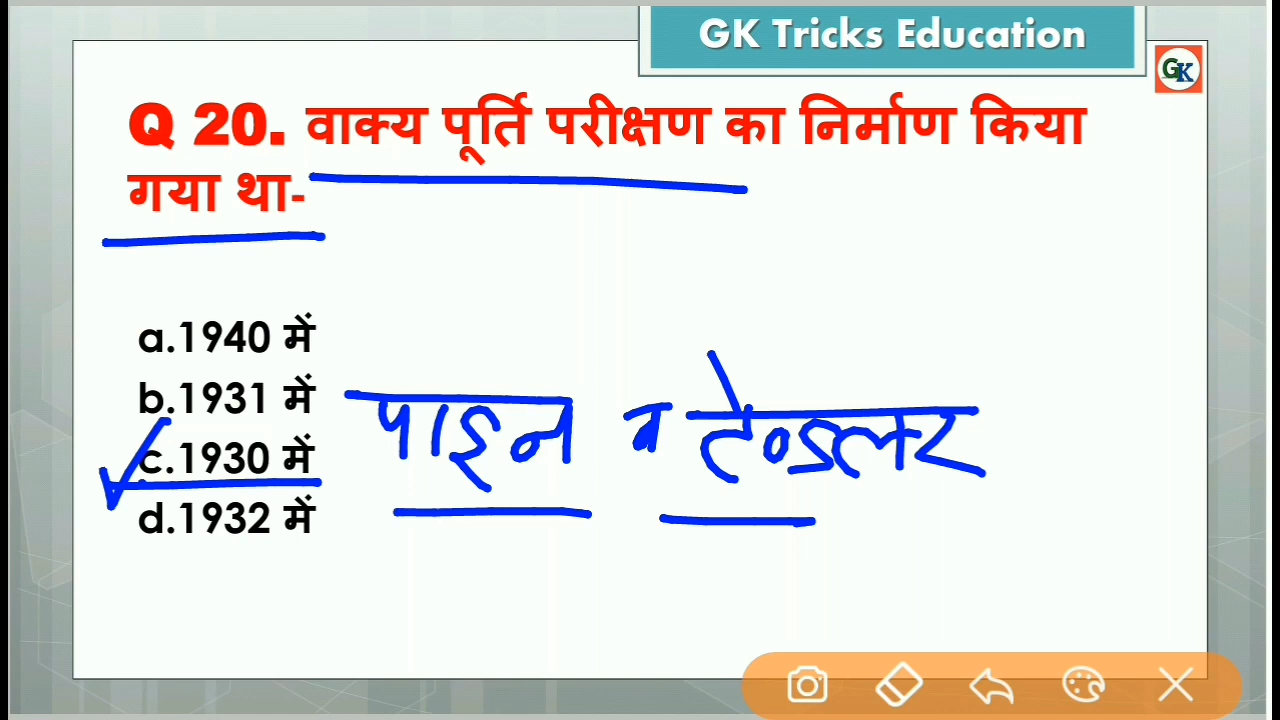 GK Tricks Education
GK
Q 20. वाक्य पूर्ति परीक्षण का निर्माण किया
गया था-
a.1940 में
b.1931 में
c.1930 में
d.1932 में
पाइन व टेण्डलर